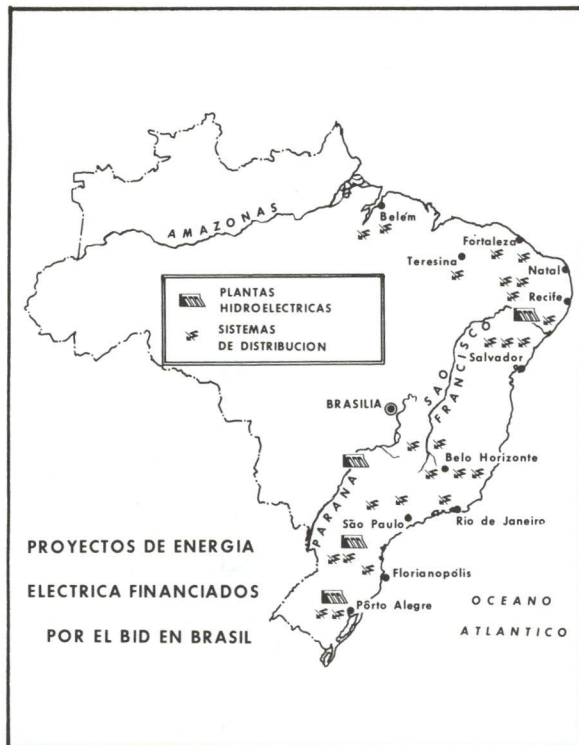 AMAZONAS
Belém
Fortaleza
Teresina
Natal
Recife
PLANTAS
HIDROELECTRICAS
SISTEMAS
DE DISTRIBUCION
SAO
FRANCISCO
Salvador
BRASILIA
Belo Horizonte
PARANA
São Paulo
Rio de Janeiro
PROYECTOS DE ENERGIA
ELECTRICA FINANCIADOS
POR EL BID EN BRASIL
Florianopólis
Pôrto Alegre
OCEANO
ATLANTICO